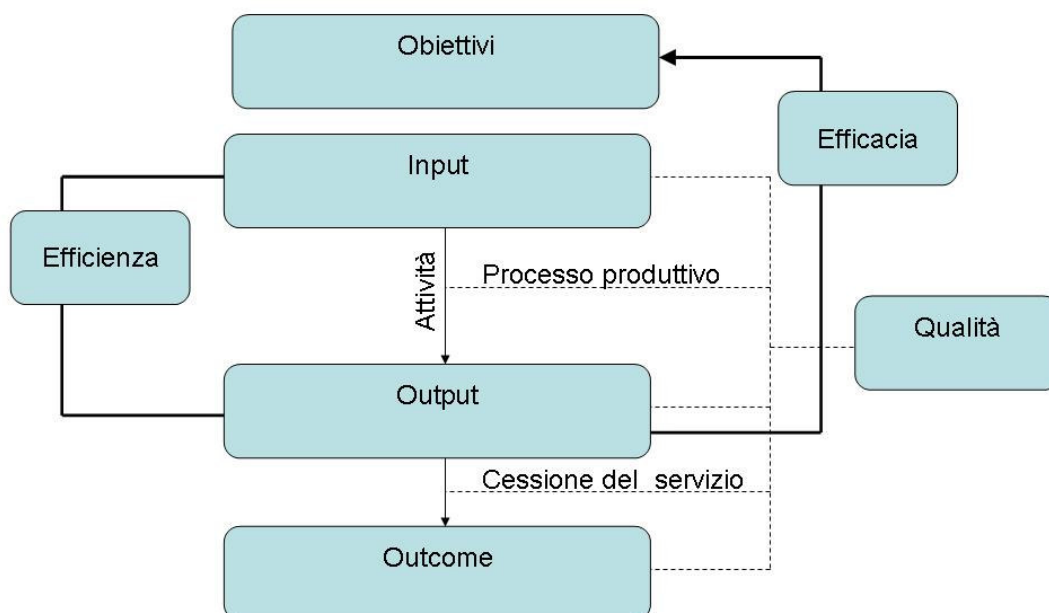 Obiettivi
Efficacia
Input
Efficienza
Attività
Processo produttivo
Qualità
Output
Cessione del servizio
Outcome